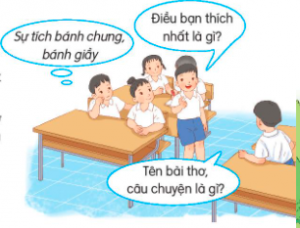 Sự tích bánh chưng,
bánh giầy
Điều bạn thích
nhất là gì?
Tên bài thơ,
câu chuyện là gì?